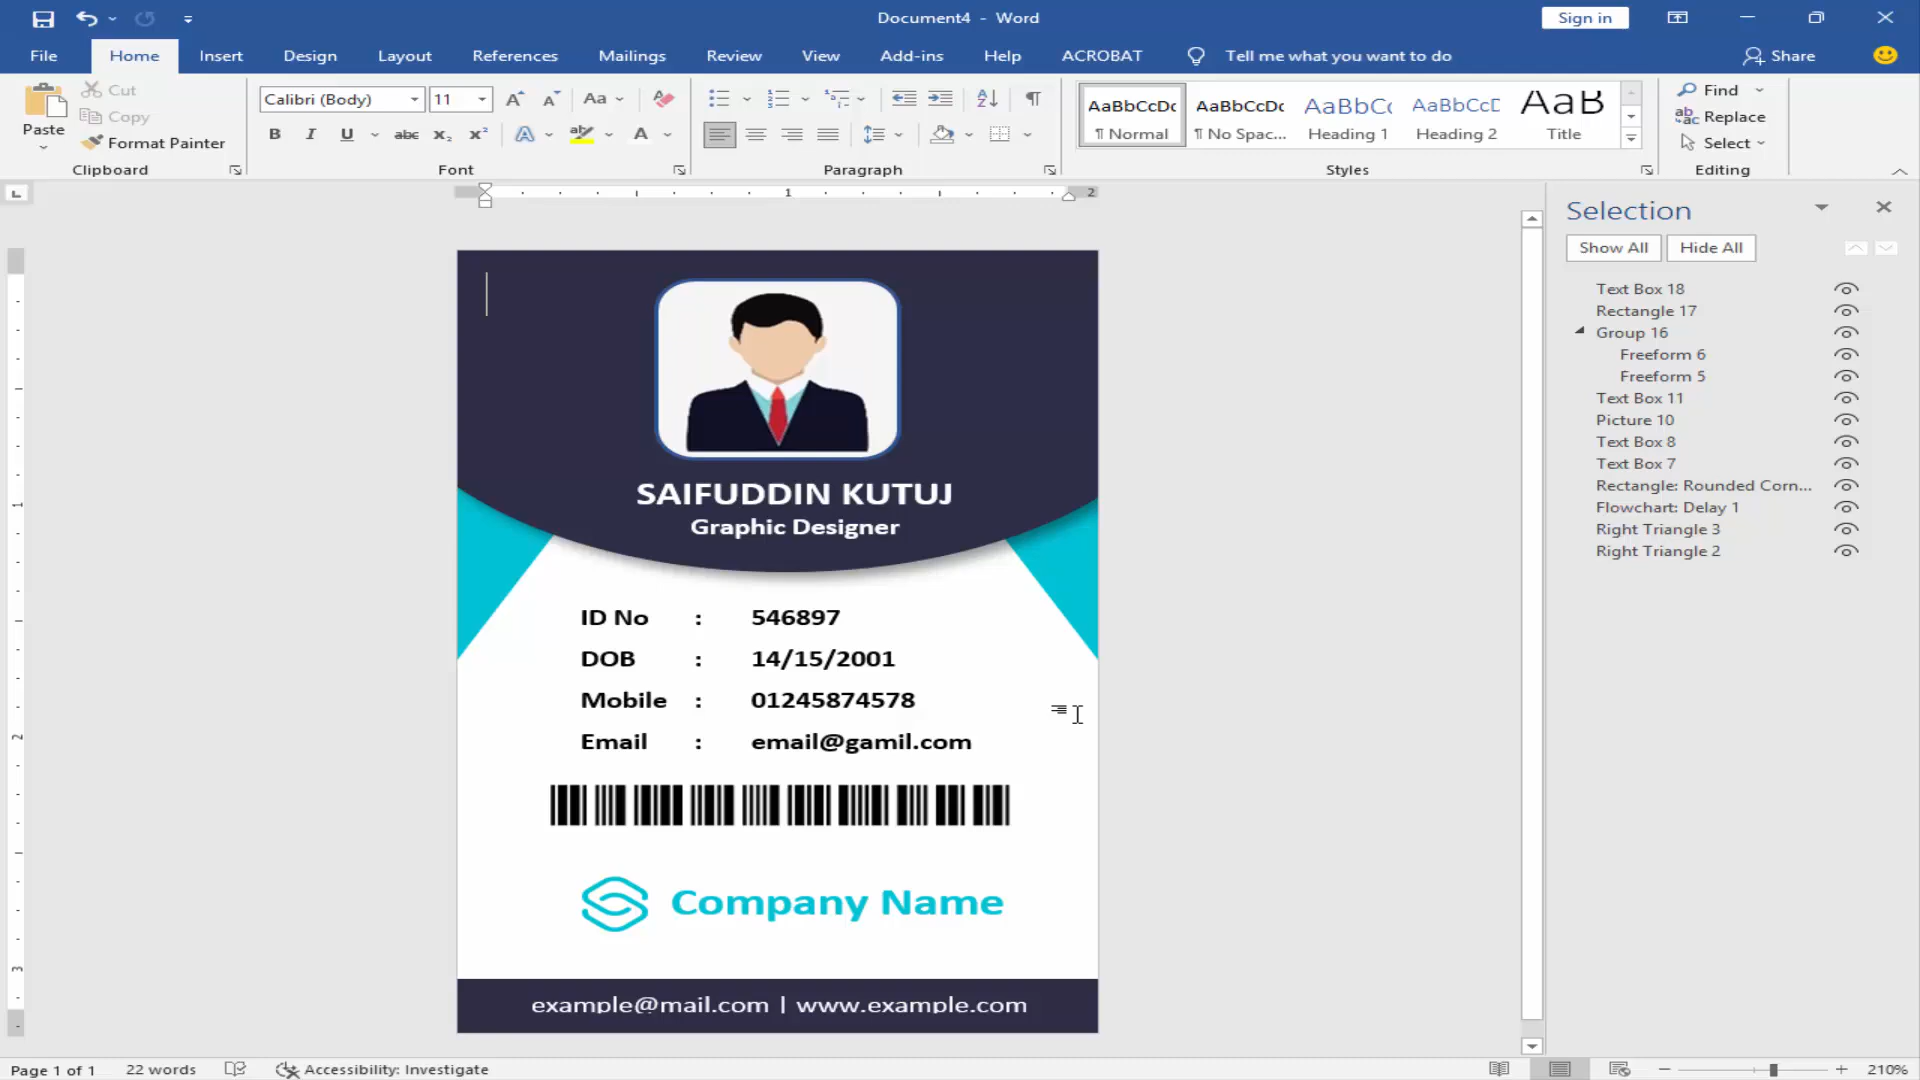 Document4 - Word
Sign in
File Home Insert Design Layout References Mailings Review View Add-ins Help ACROBAT Tell me what you want to do Share
Paste
Cut
Copy
Format Painter
Clipboard
Calibri (Body) 11
Font
Paragraph
AaBbCcDc AaBbCcDc AaBbCc AaBbCcD AaB
¶ Normal ¶ No Spac... Heading 1 Heading 2 Title
Styles
Find
Replace
Select
Editing
1 2
1
2
3
SAIFUDDIN KUTUJ
Graphic Designer
ID No : 546897
DOB : 14/15/2001
Mobile : 01245874578
Email : email@gamil.com
Company Name
example@mail.com | www.example.com
Selection
Show All Hide All
Text Box 18
Rectangle 17
Group 16
Freeform 6
Freeform 5
Text Box 11
Picture 10
Text Box 8
Text Box 7
Rectangle: Rounded Corn...
Flowchart: Delay 1
Right Triangle 3
Right Triangle 2
Page 1 of 1 22 words Accessibility: Investigate 210%